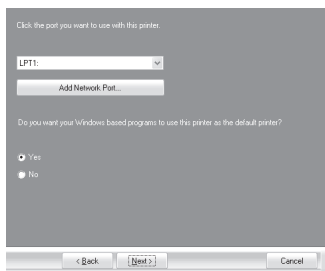 Click the port you want to use with this printer.
LPT1:
Add Network Port...
Do you want your Windows based programs to use this printer as the default printer?
Yes
No
< Back
Next >
Cancel